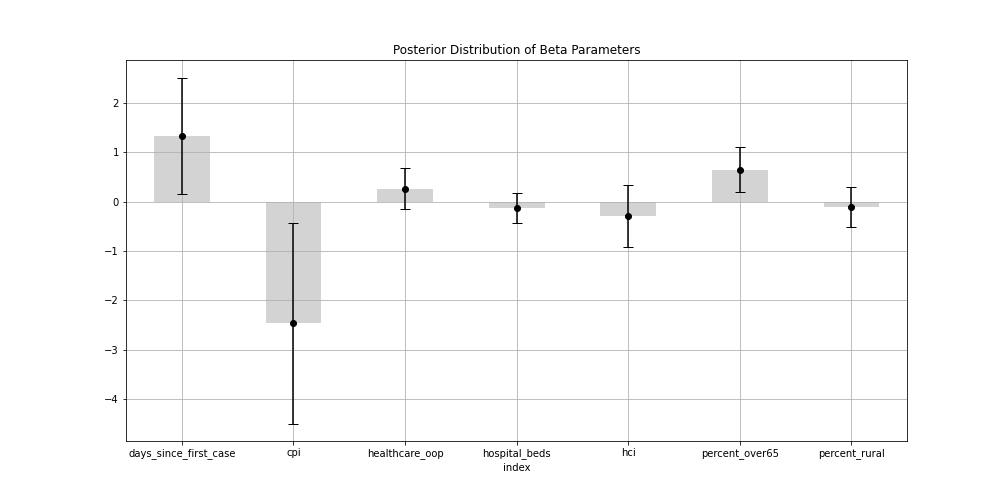 Posterior Distribution of Beta Parameters
2
1
0
−1
−2
−3
−4
days_since_first_case cpi healthcare_oop hospital_beds hci percent_over65 percent_rural
index